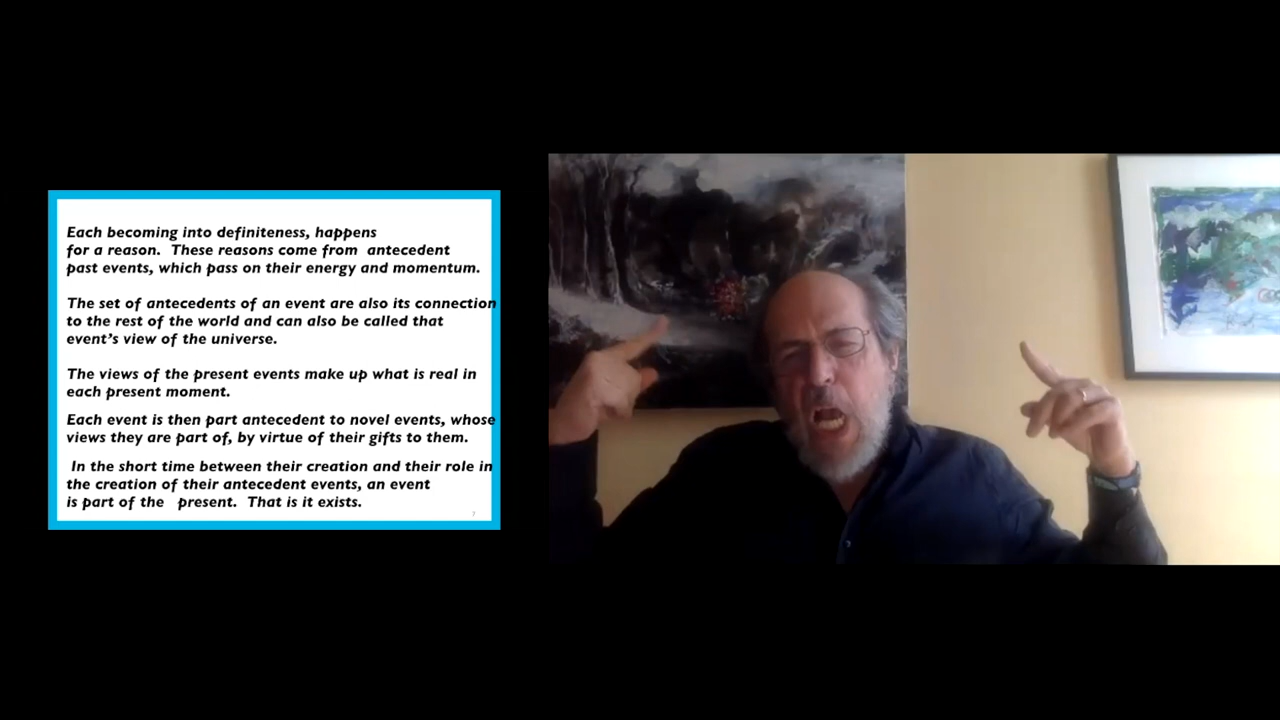 Each becoming into definiteness, happens
for a reason. These reasons come from antecedent
past events, which pass on their energy and momentum.
The set of antecedents of an event are also its connection
to the rest of the world and can also be called that
event's view of the universe.
The views of the present events make up what is real in
each present moment.
Each event is then part antecedent to novel events, whose
views they are part of, by virtue of their gifts to them.
In the short time between their creation and their role in
the creation of their antecedent events, an event
is part of the present. That is it exists.
7